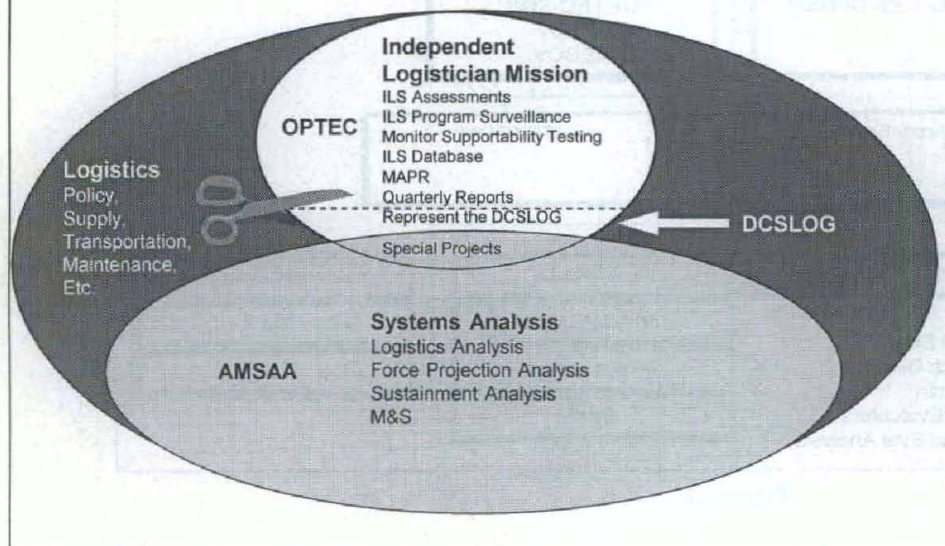 Independent
Logistician Mission
ILS Assessments
ILS Program Surveillance
OPTEC
Monitor Supportability Testing
ILS Database
MAPR
Quarterly Reports
Represent the DCSLOG
Special Projects
Logistics
Policy,
Supply,
Transportation,
Maintenance,
Etc.
DCSLOG
Systems Analysis
Logistics Analysis
AMSAA
Force Projection Analysis
Sustainment Analysis
M&S